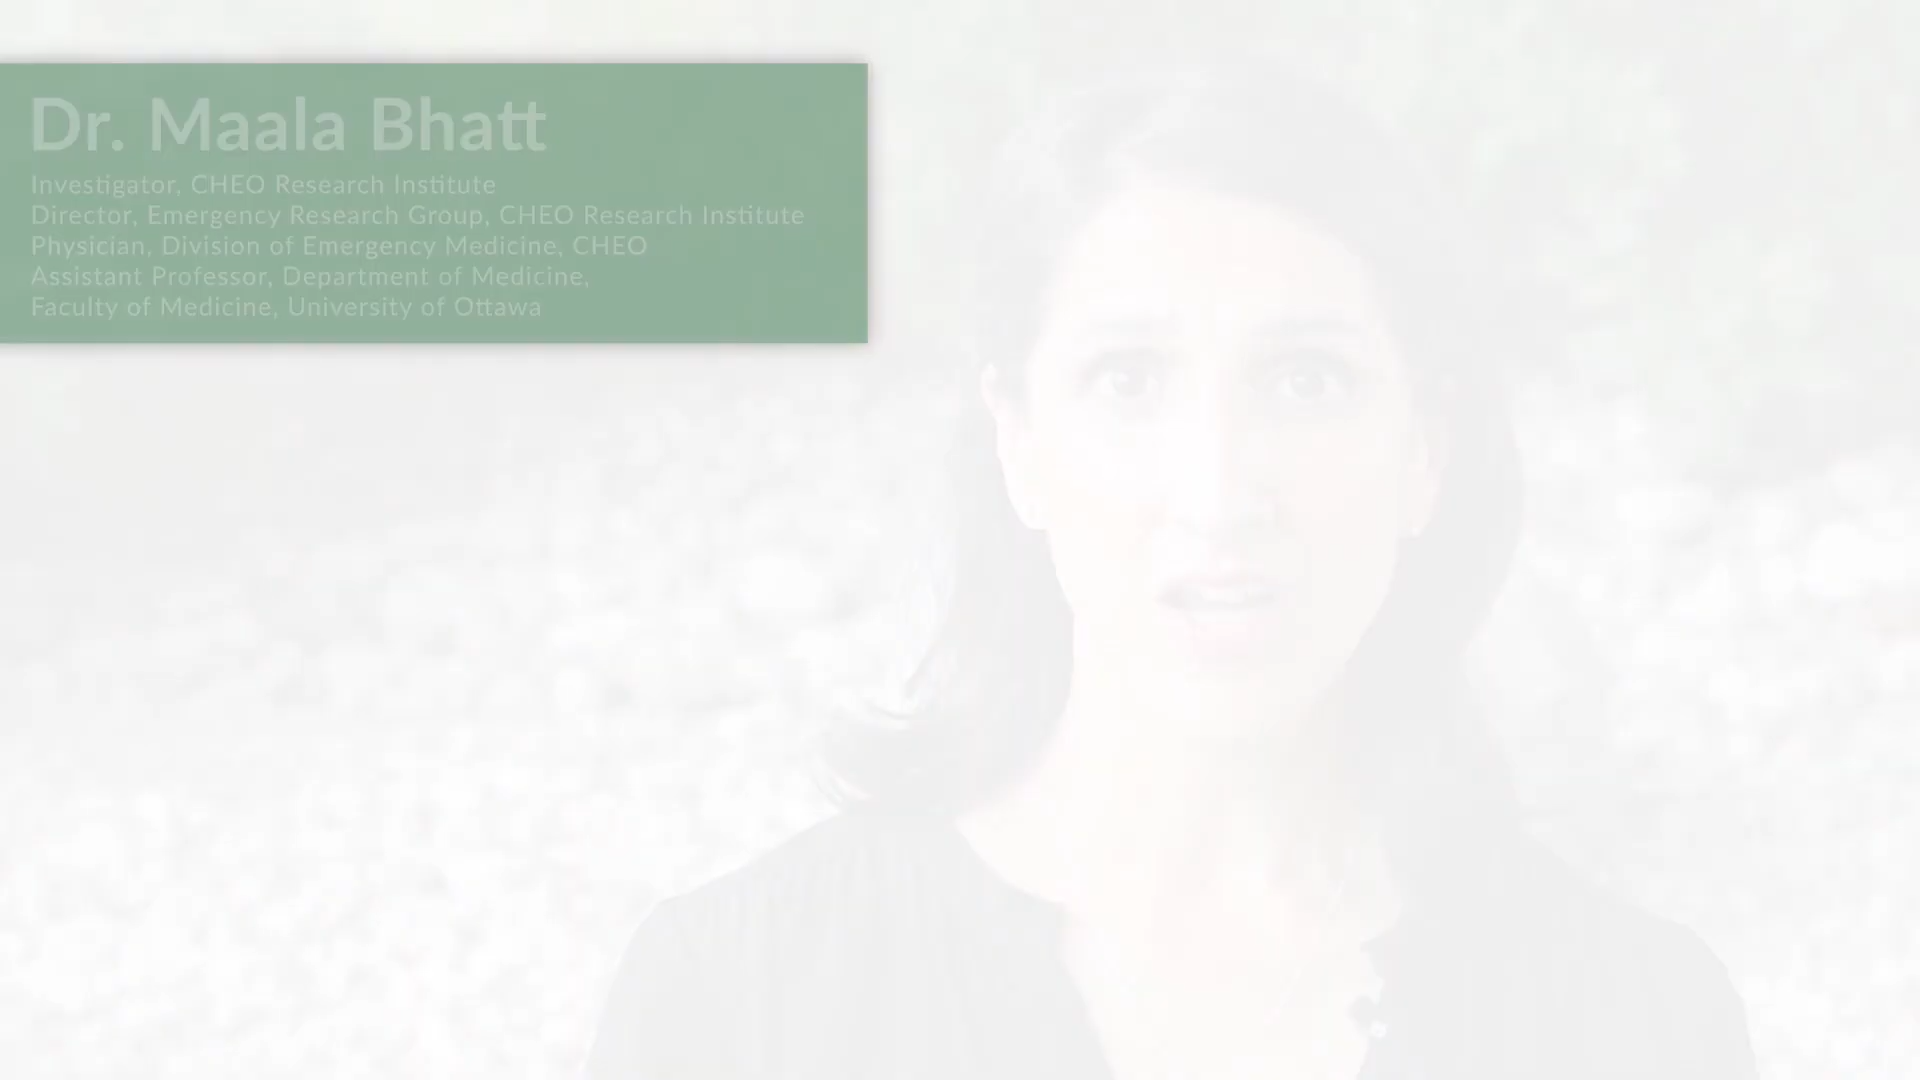 Dr. Maala Bhatt
Investigator, CHEO Research Institute
Director, Emergency Research Group, CHEO Research Institute
Physician, Division of Emergency Medicine, CHEO
Assistant Professor, Department of Medicine,
Faculty of Medicine, University of Ottawa